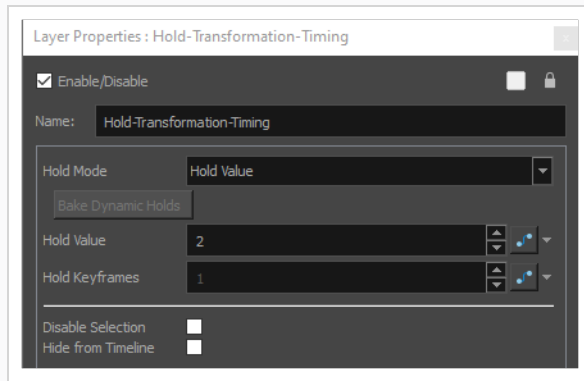 Layer Properties : Hold-Transformation-Timing
x
Enable/Disable
Name: Hold-Transformation-Timing
Hold Mode Hold Value
Bake Dynamic Holds
Hold Value 2
Hold Keyframes 1
Disable Selection
Hide from Timeline